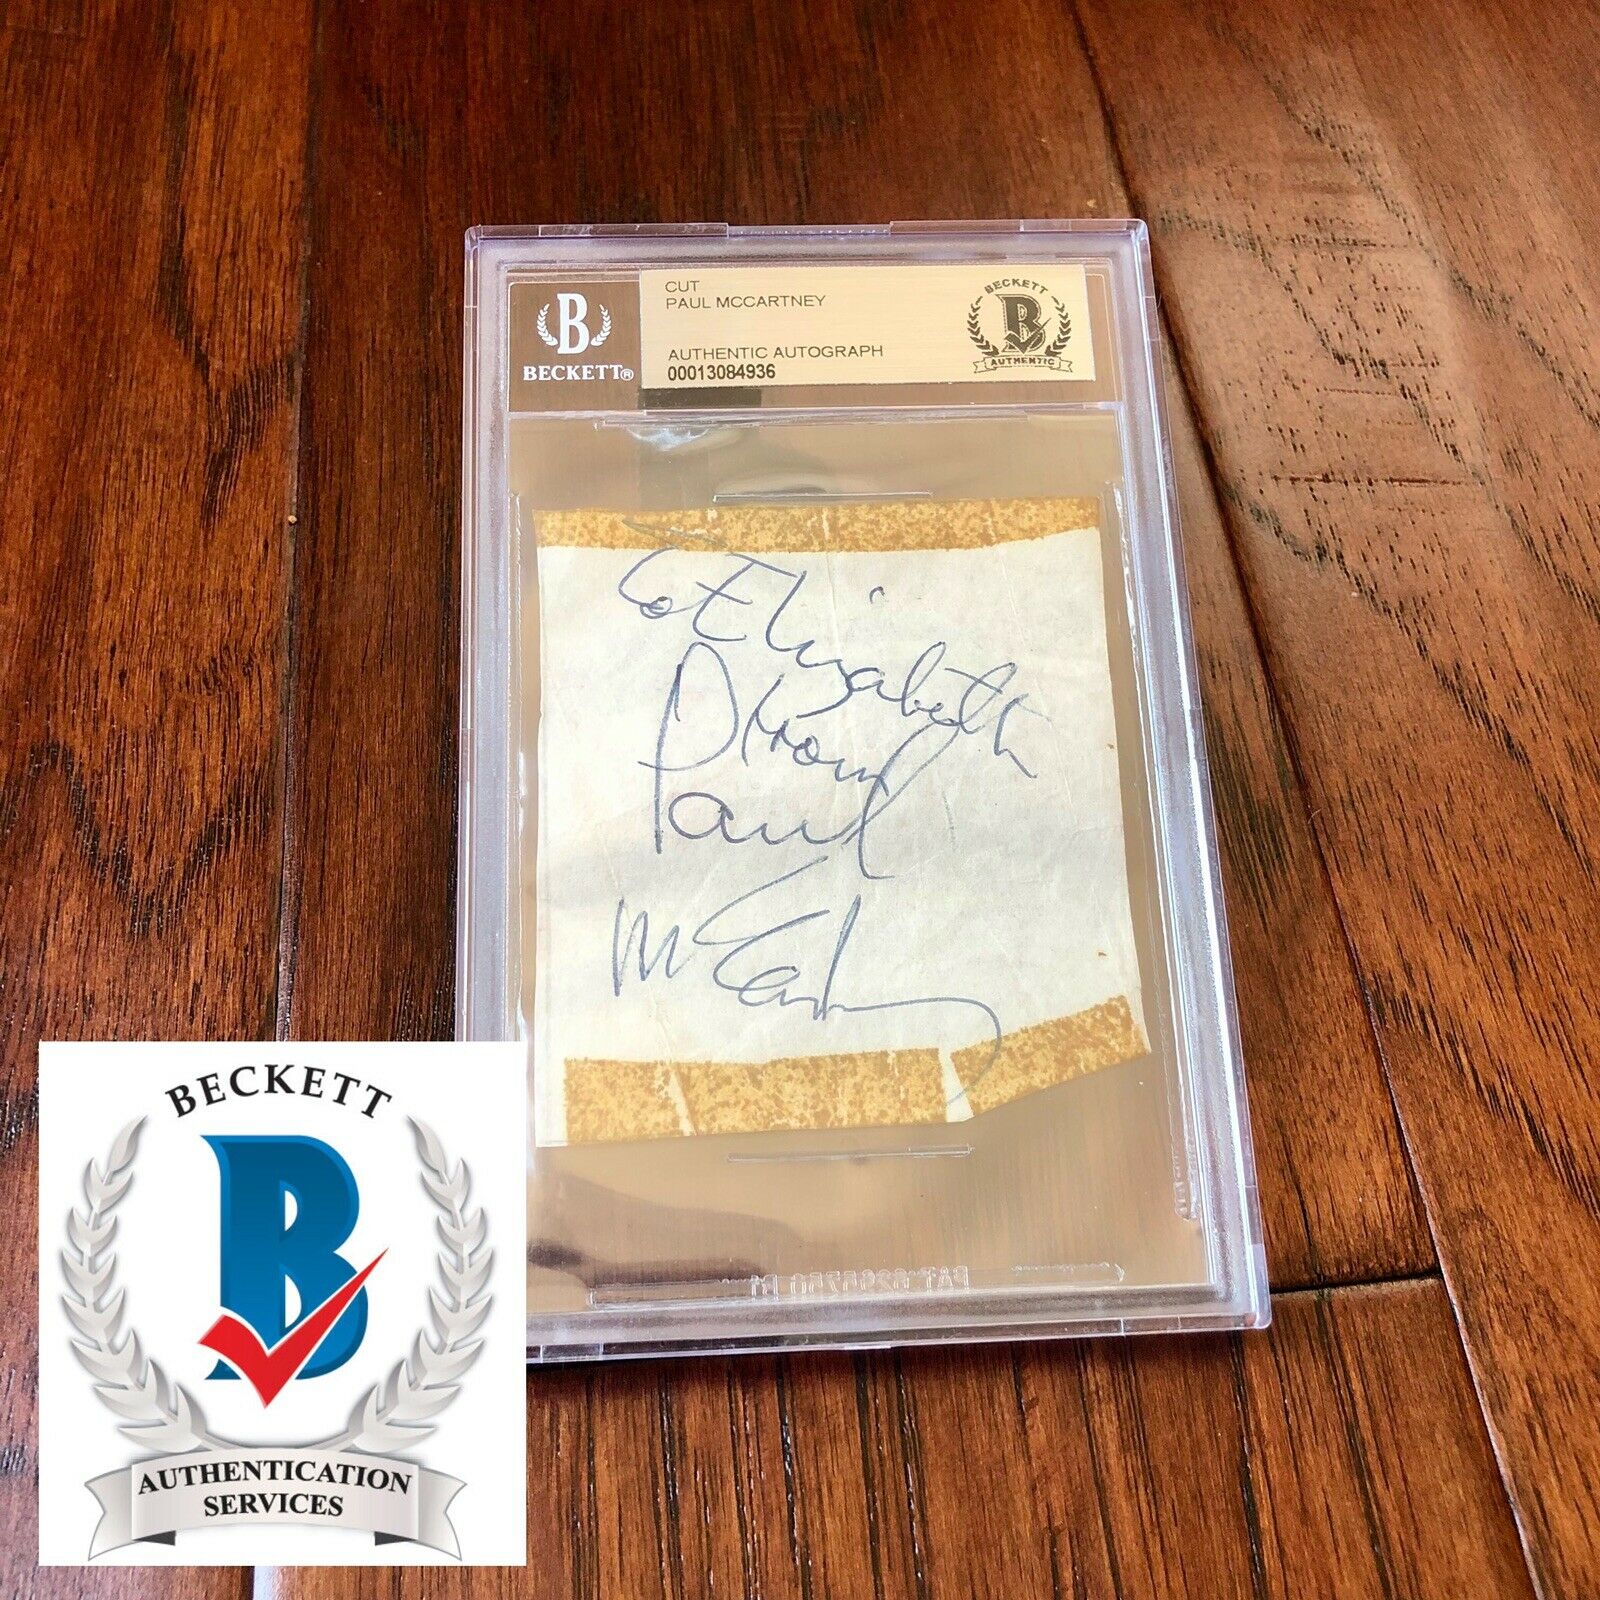 BECKETT®
CUT
PAUL MCCARTNEY
AUTHENTIC AUTOGRAPH
00013084936
BECKETT
B
AUTHENTIC
to Elizabeth
from
Paul
McCartney
BECKETT
B
AUTHENTICATION
SERVICES